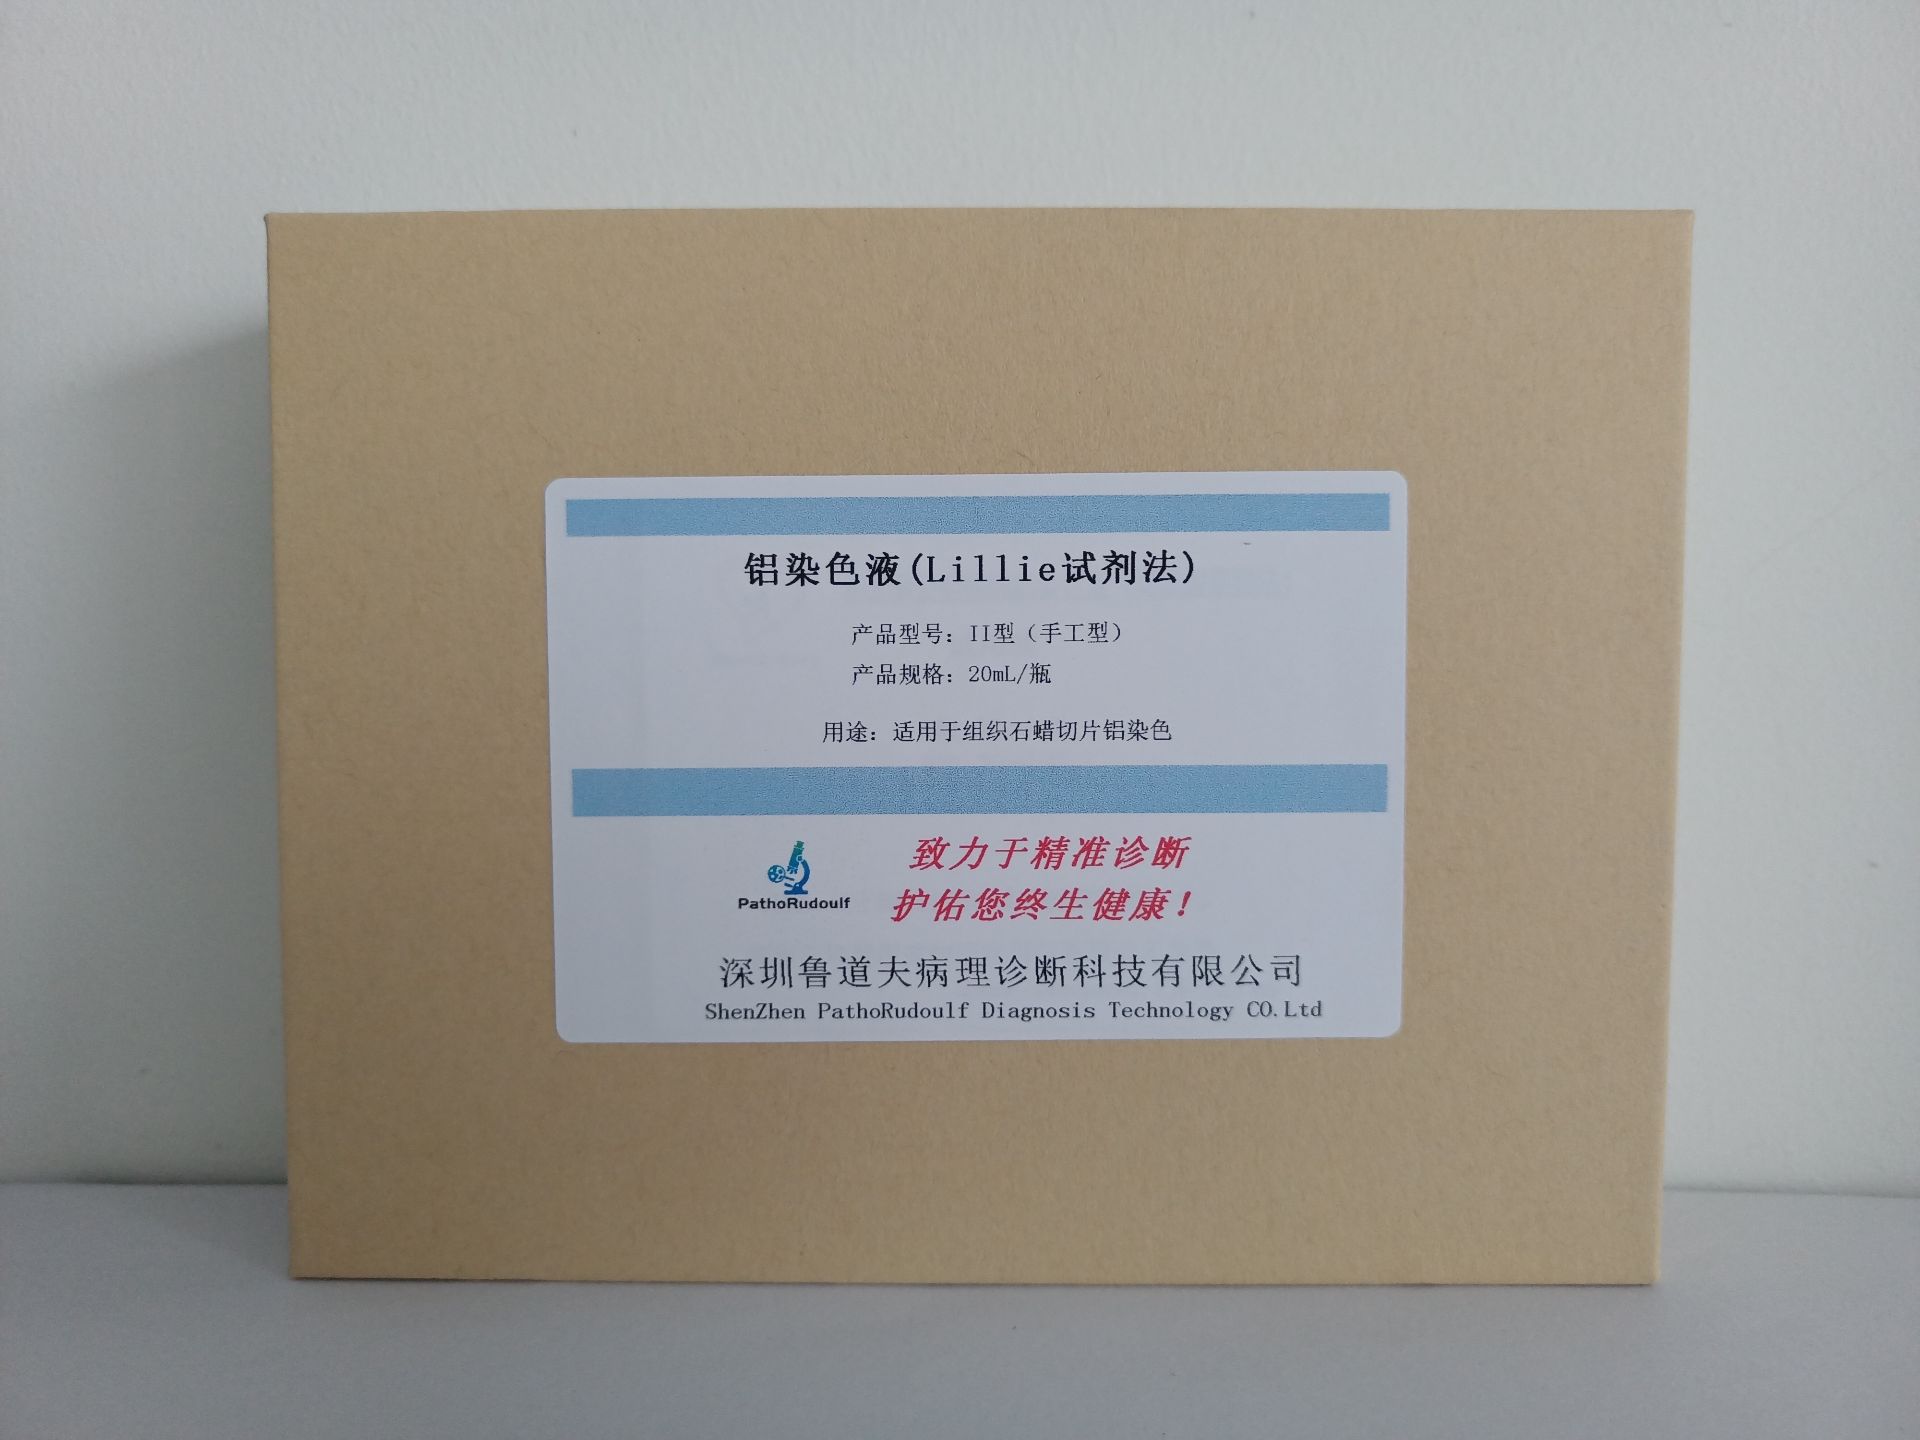 铝染色液(Lillie试剂法)
产品型号：II型（手工型）
产品规格：20mL/瓶
用途：适用于组织石蜡切片铝染色
致力于精准诊断
护佑您终生健康！
PathoRudoulf
深圳鲁道夫病理诊断科技有限公司
ShenZhen PathoRudoulf Diagnosis Technology CO.Ltd